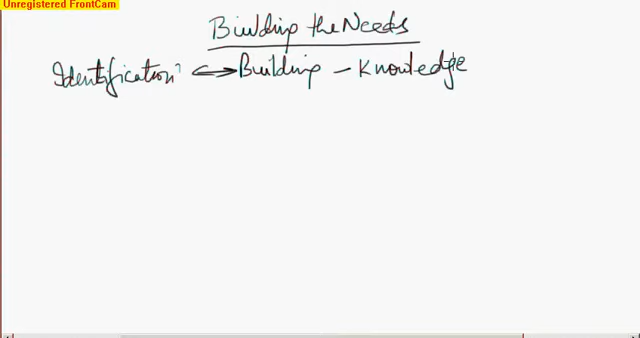 Unregistered FrontCam
Building the Needs
Identification ⟷ Building – Knowledge